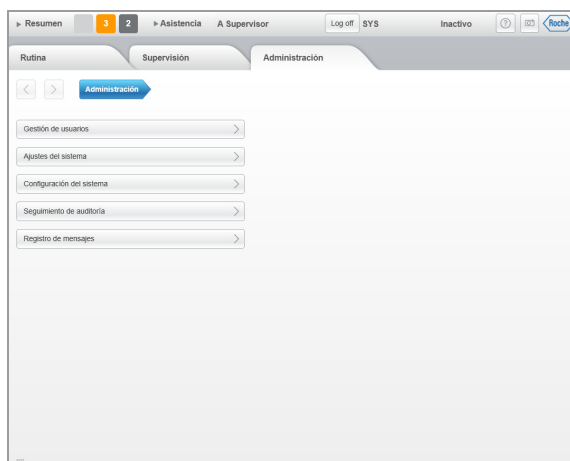 Resumen 3 2 Asistencia A Supervisor Log off SYS Inactivo ? Roche
Rutina Supervisión Administración
Administración
Gestión de usuarios
Ajustes del sistema
Configuración del sistema
Seguimiento de auditoría
Registro de mensajes